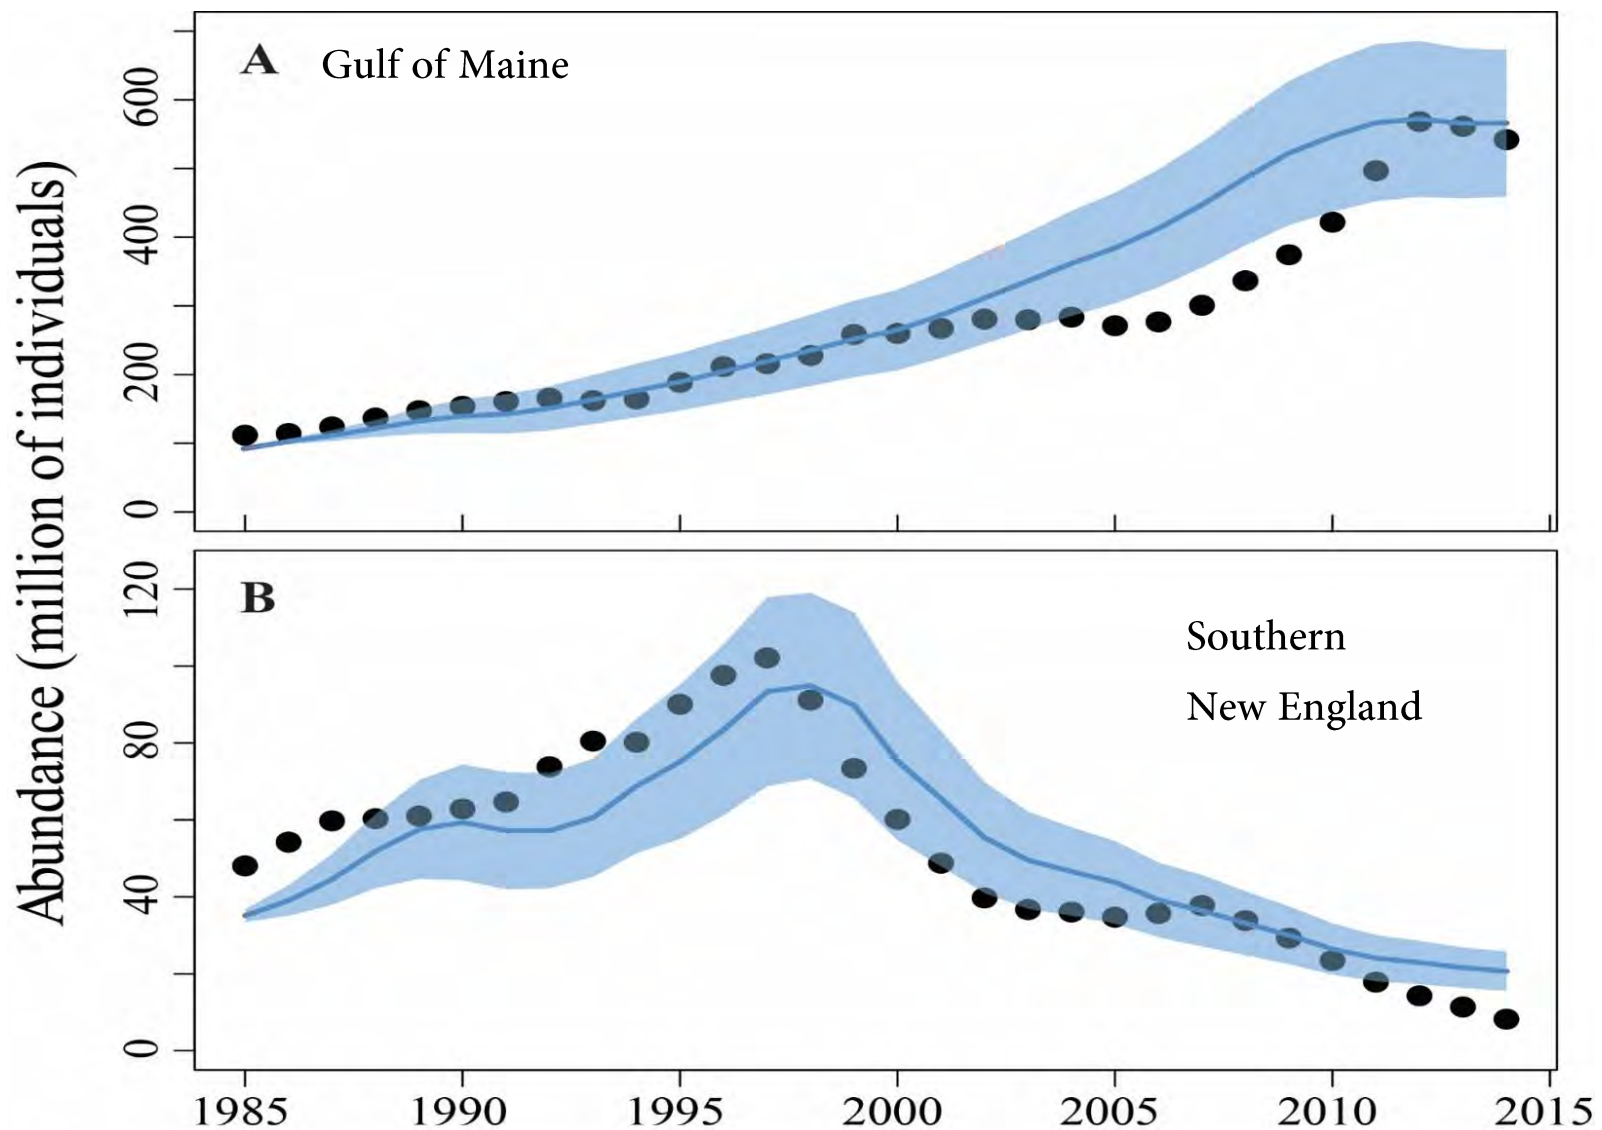 Abundance (million of individuals)
A Gulf of Maine
600
400
200
0
B
Southern
New England
120
80
40
0
1985 1990 1995 2000 2005 2010 2015